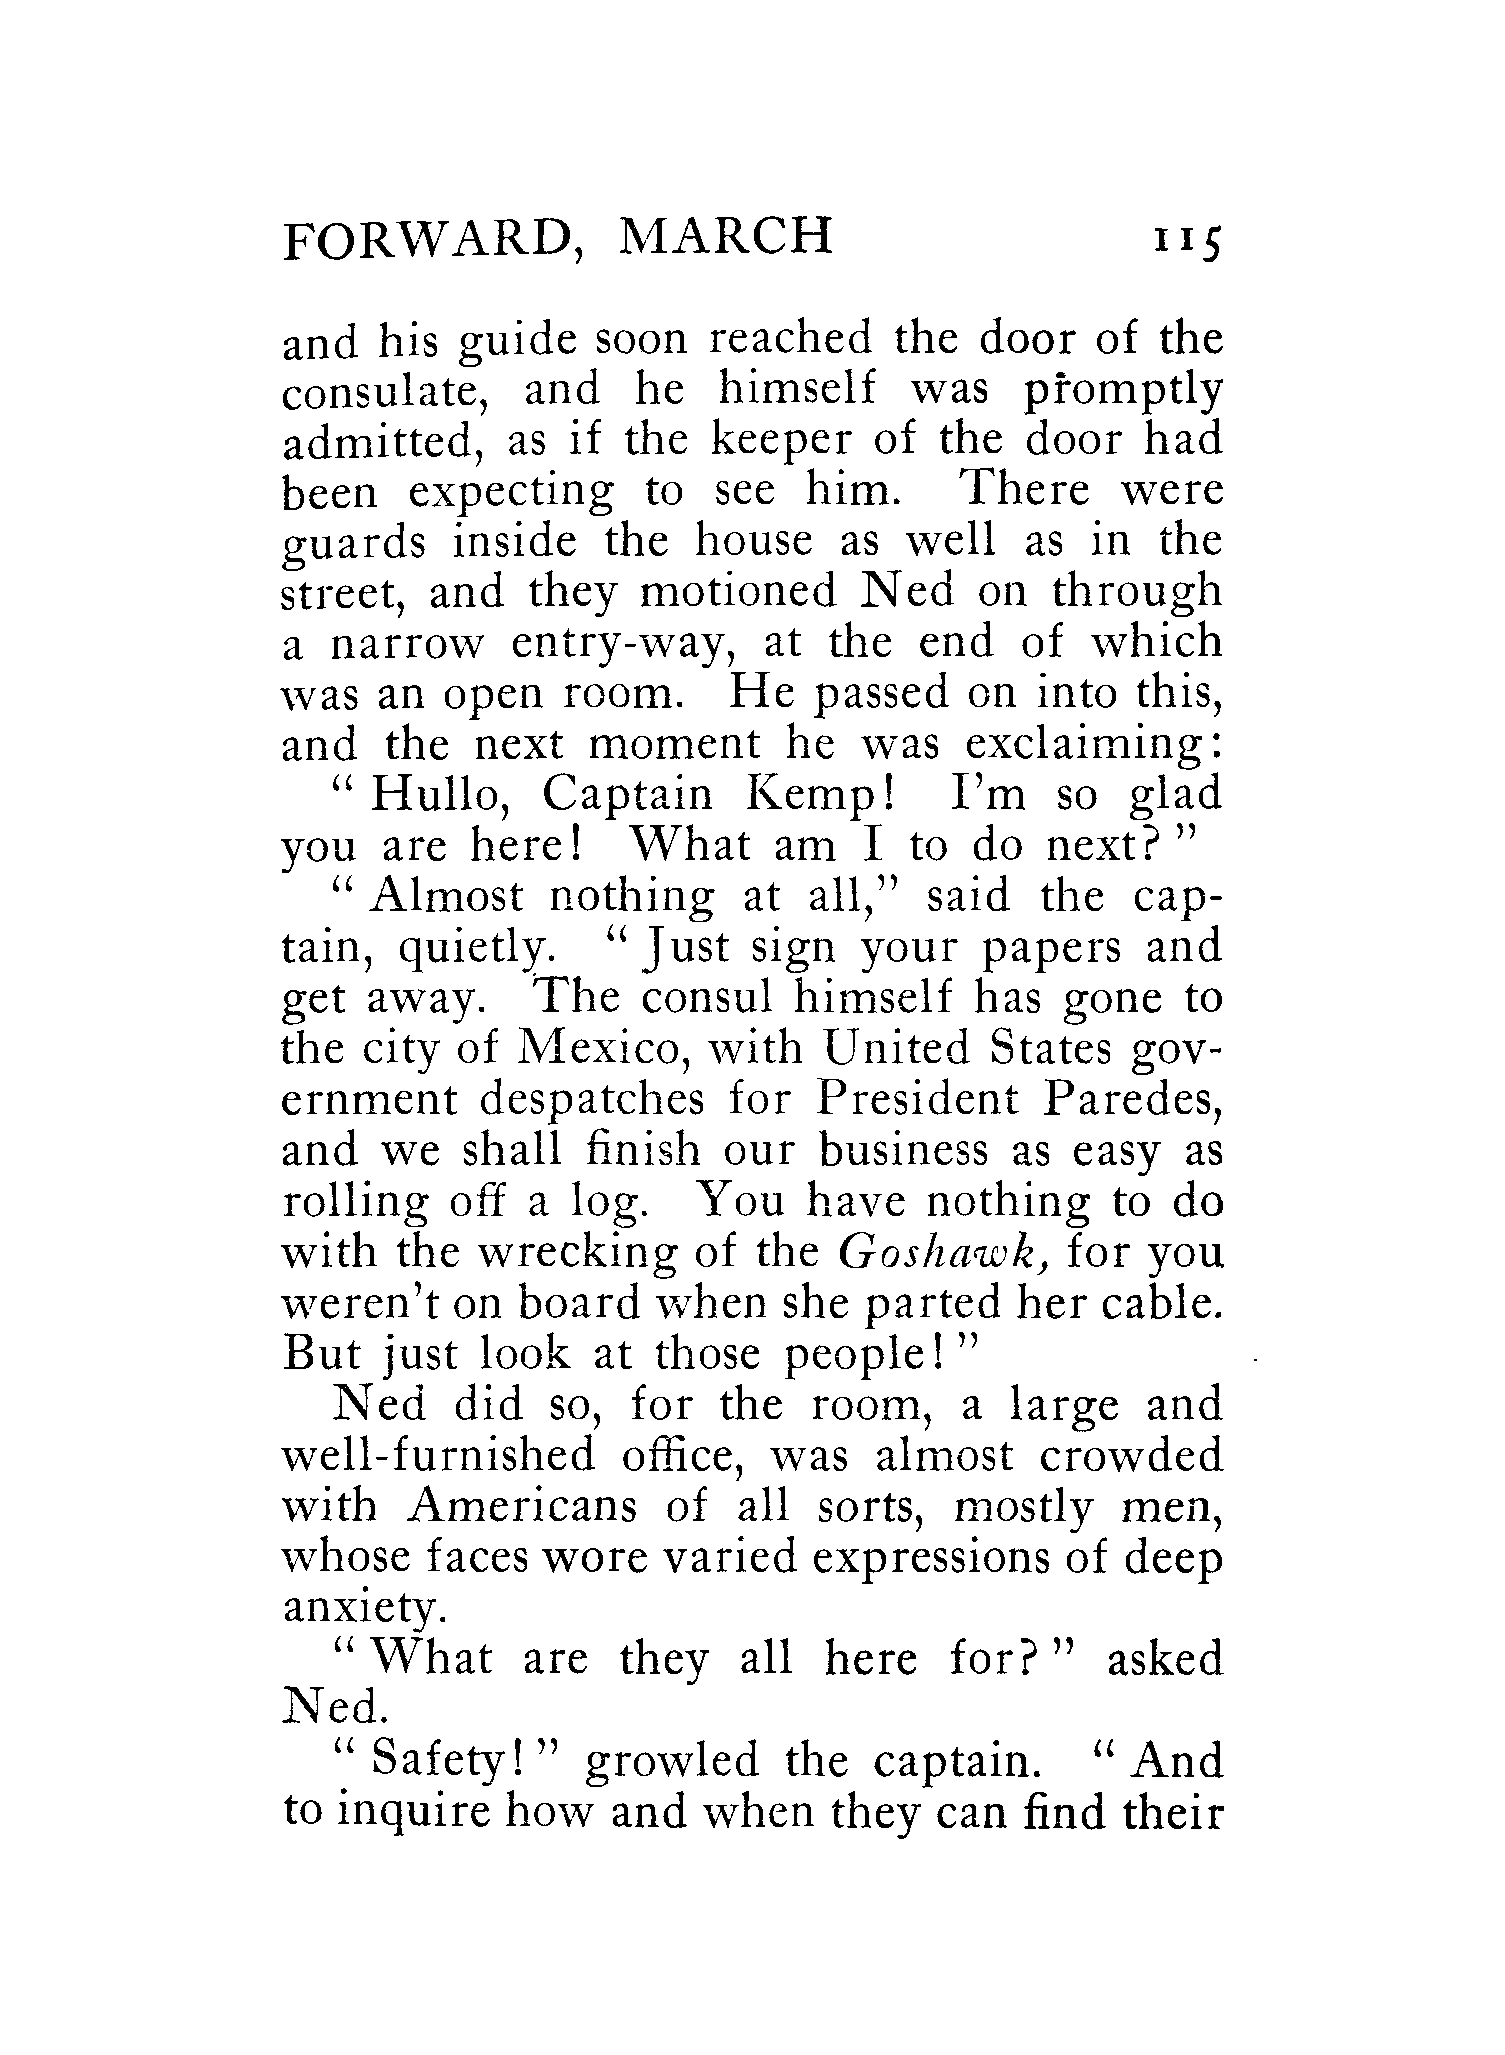 FORWARD, MARCH 115
and his guide soon reached the door of the
consulate, and he himself was promptly
admitted, as if the keeper of the door had
been expecting to see him. There were
guards inside the house as well as in the
street, and they motioned Ned on through
a narrow entry-way, at the end of which
was an open room. He passed on into this,
and the next moment he was exclaiming:
“ Hullo, Captain Kemp! I’m so glad
you are here! What am I to do next? ”
“ Almost nothing at all,” said the cap-
tain, quietly. “ Just sign your papers and
get away. The consul himself has gone to
the city of Mexico, with United States gov-
ernment despatches for President Paredes,
and we shall finish our business as easy as
rolling off a log. You have nothing to do
with the wrecking of the Goshawk, for you
weren’t on board when she parted her cable.
But just look at those people! ”
Ned did so, for the room, a large and
well-furnished office, was almost crowded
with Americans of all sorts, mostly men,
whose faces wore varied expressions of deep
anxiety.
“ What are they all here for? ” asked
Ned.
“ Safety! ” growled the captain. “ And
to inquire how and when they can find their